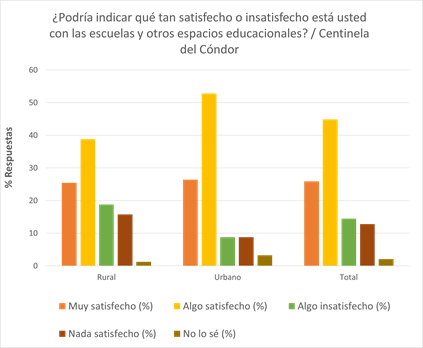 ¿Podría indicar qué tan satisfecho o insatisfecho está usted
con las escuelas y otros espacios educacionales? / Centinela
del Cóndor
60
50
40
30
20
10
0
% Respuestas
Rural Urbano Total
Muy satisfecho (%) Algo satisfecho (%) Algo insatisfecho (%)
Nada satisfecho (%) No lo sé (%)